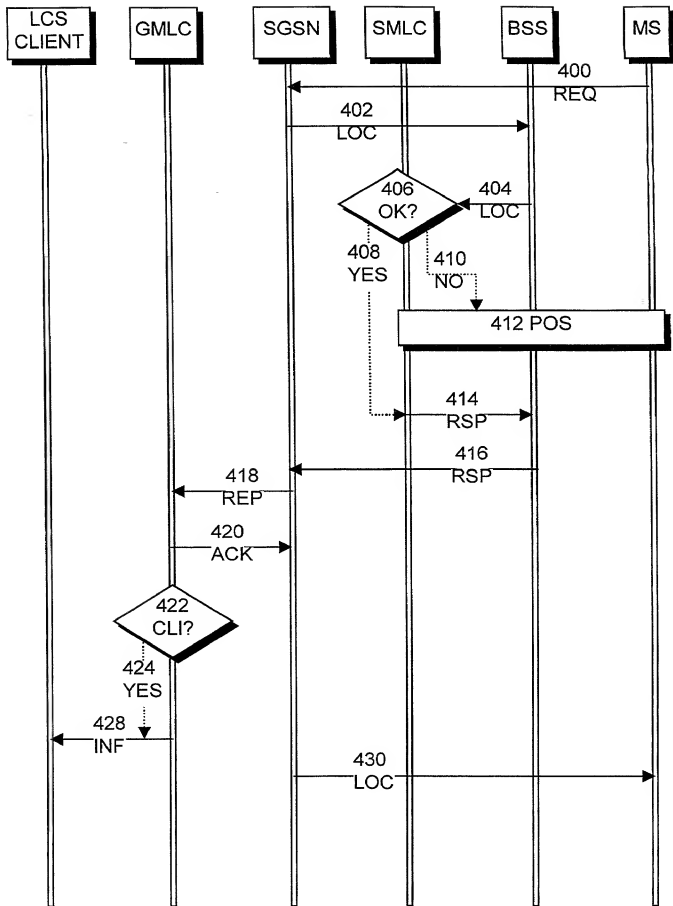 LCS
CLIENT
GMLC
SGSN
SMLC
BSS
MS
400
REQ
402
LOC
406
OK?
404
LOC
408
YES
410
NO
412 POS
414
RSP
416
RSP
418
REP
420
ACK
422
CLI?
424
YES
428
INF
430
LOC